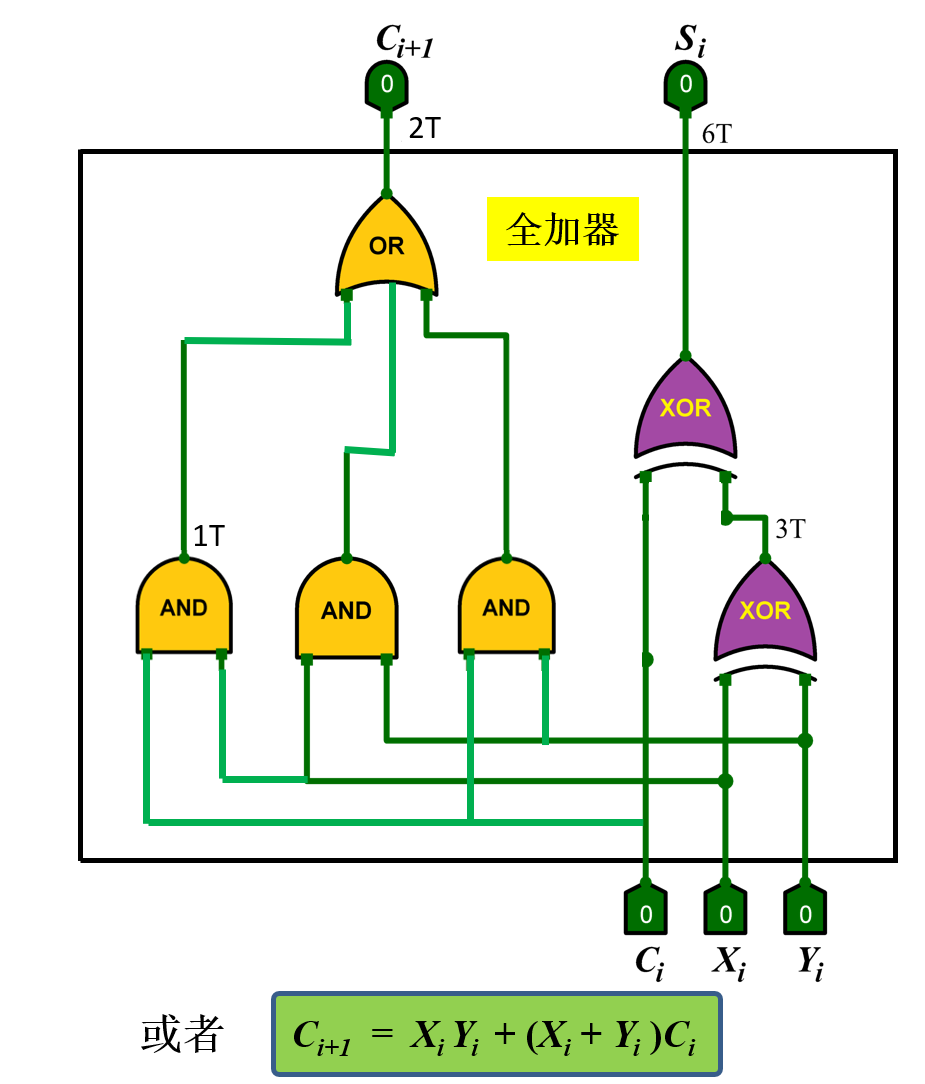 C_{i+1} S_i
0 0
2T 6T
全加器
OR
XOR
1T 3T
AND AND AND XOR
0 0 0
C_i X_i Y_i
或者 C_{i+1} = X_i Y_i + (X_i + Y_i)C_i